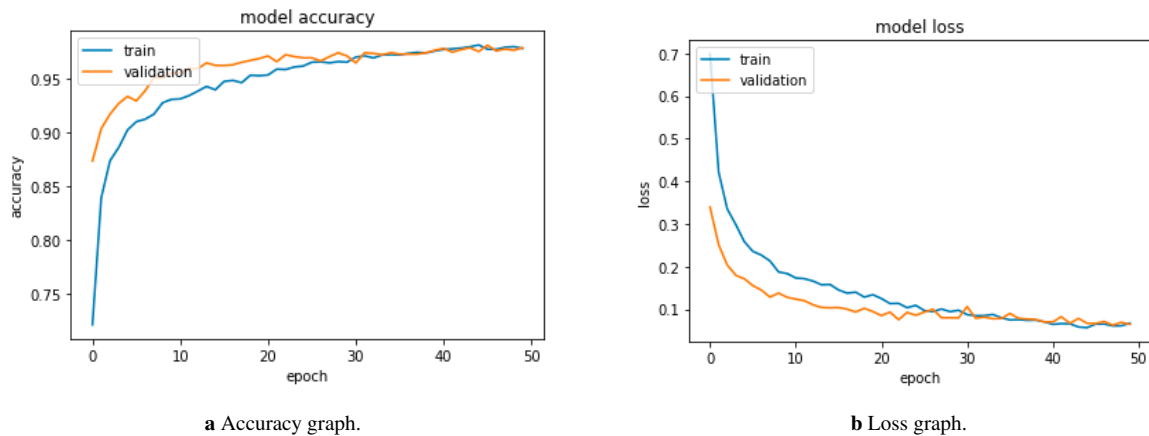 model accuracy
train
validation
0.95
0.90
0.85
0.80
0.75
accuracy
0 10 20 30 40 50
epoch
a Accuracy graph.
model loss
train
validation
0.7
0.6
0.5
0.4
0.3
0.2
0.1
loss
0 10 20 30 40 50
epoch
b Loss graph.